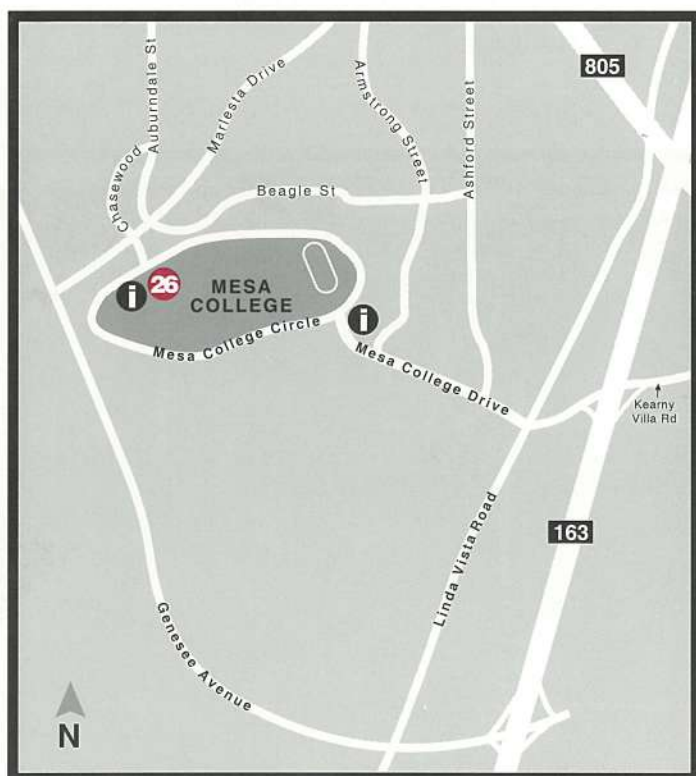 805
Auburndale St
Marlesta Drive
Armstrong Street
Ashford Street
Chasewood
Beagle St
26
i
MESA
COLLEGE
i
Mesa College Circle
Mesa College Drive
Kearny
Villa Rd
Linda Vista Road
163
Genesee Avenue
N